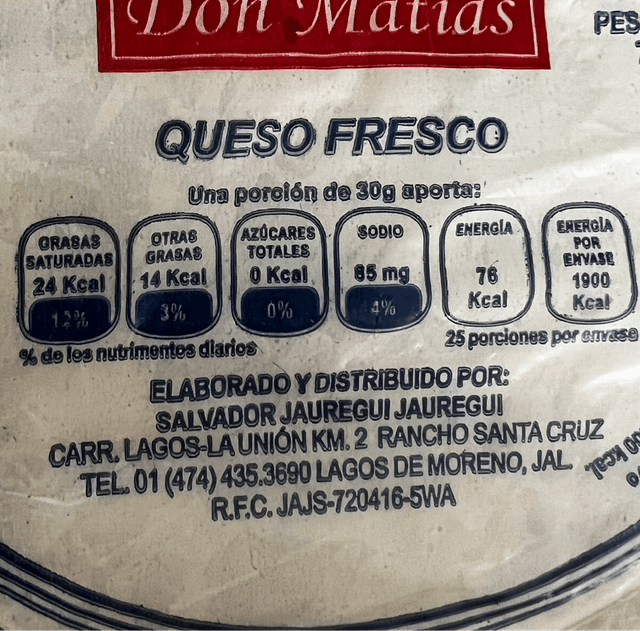 Don Matías
PES
QUESO FRESCO
Una porción de 30g aporta:
GRASAS SATURADAS 24 Kcal 12%
OTRAS GRASAS 14 Kcal 3%
AZÚCARES TOTALES 0 Kcal 0%
SODIO 85 mg 4%
ENERGÍA 76 Kcal
ENERGÍA POR ENVASE 1900 Kcal
% de los nutrimentos diarios
25 porciones por envase
ELABORADO Y DISTRIBUIDO POR:
SALVADOR JAUREGUI JAUREGUI
CARR. LAGOS-LA UNIÓN KM. 2 RANCHO SANTA CRUZ
TEL. 01 (474) 435.3690 LAGOS DE MORENO, JAL.
R.F.C. JAJS-720416-5WA
kcal.